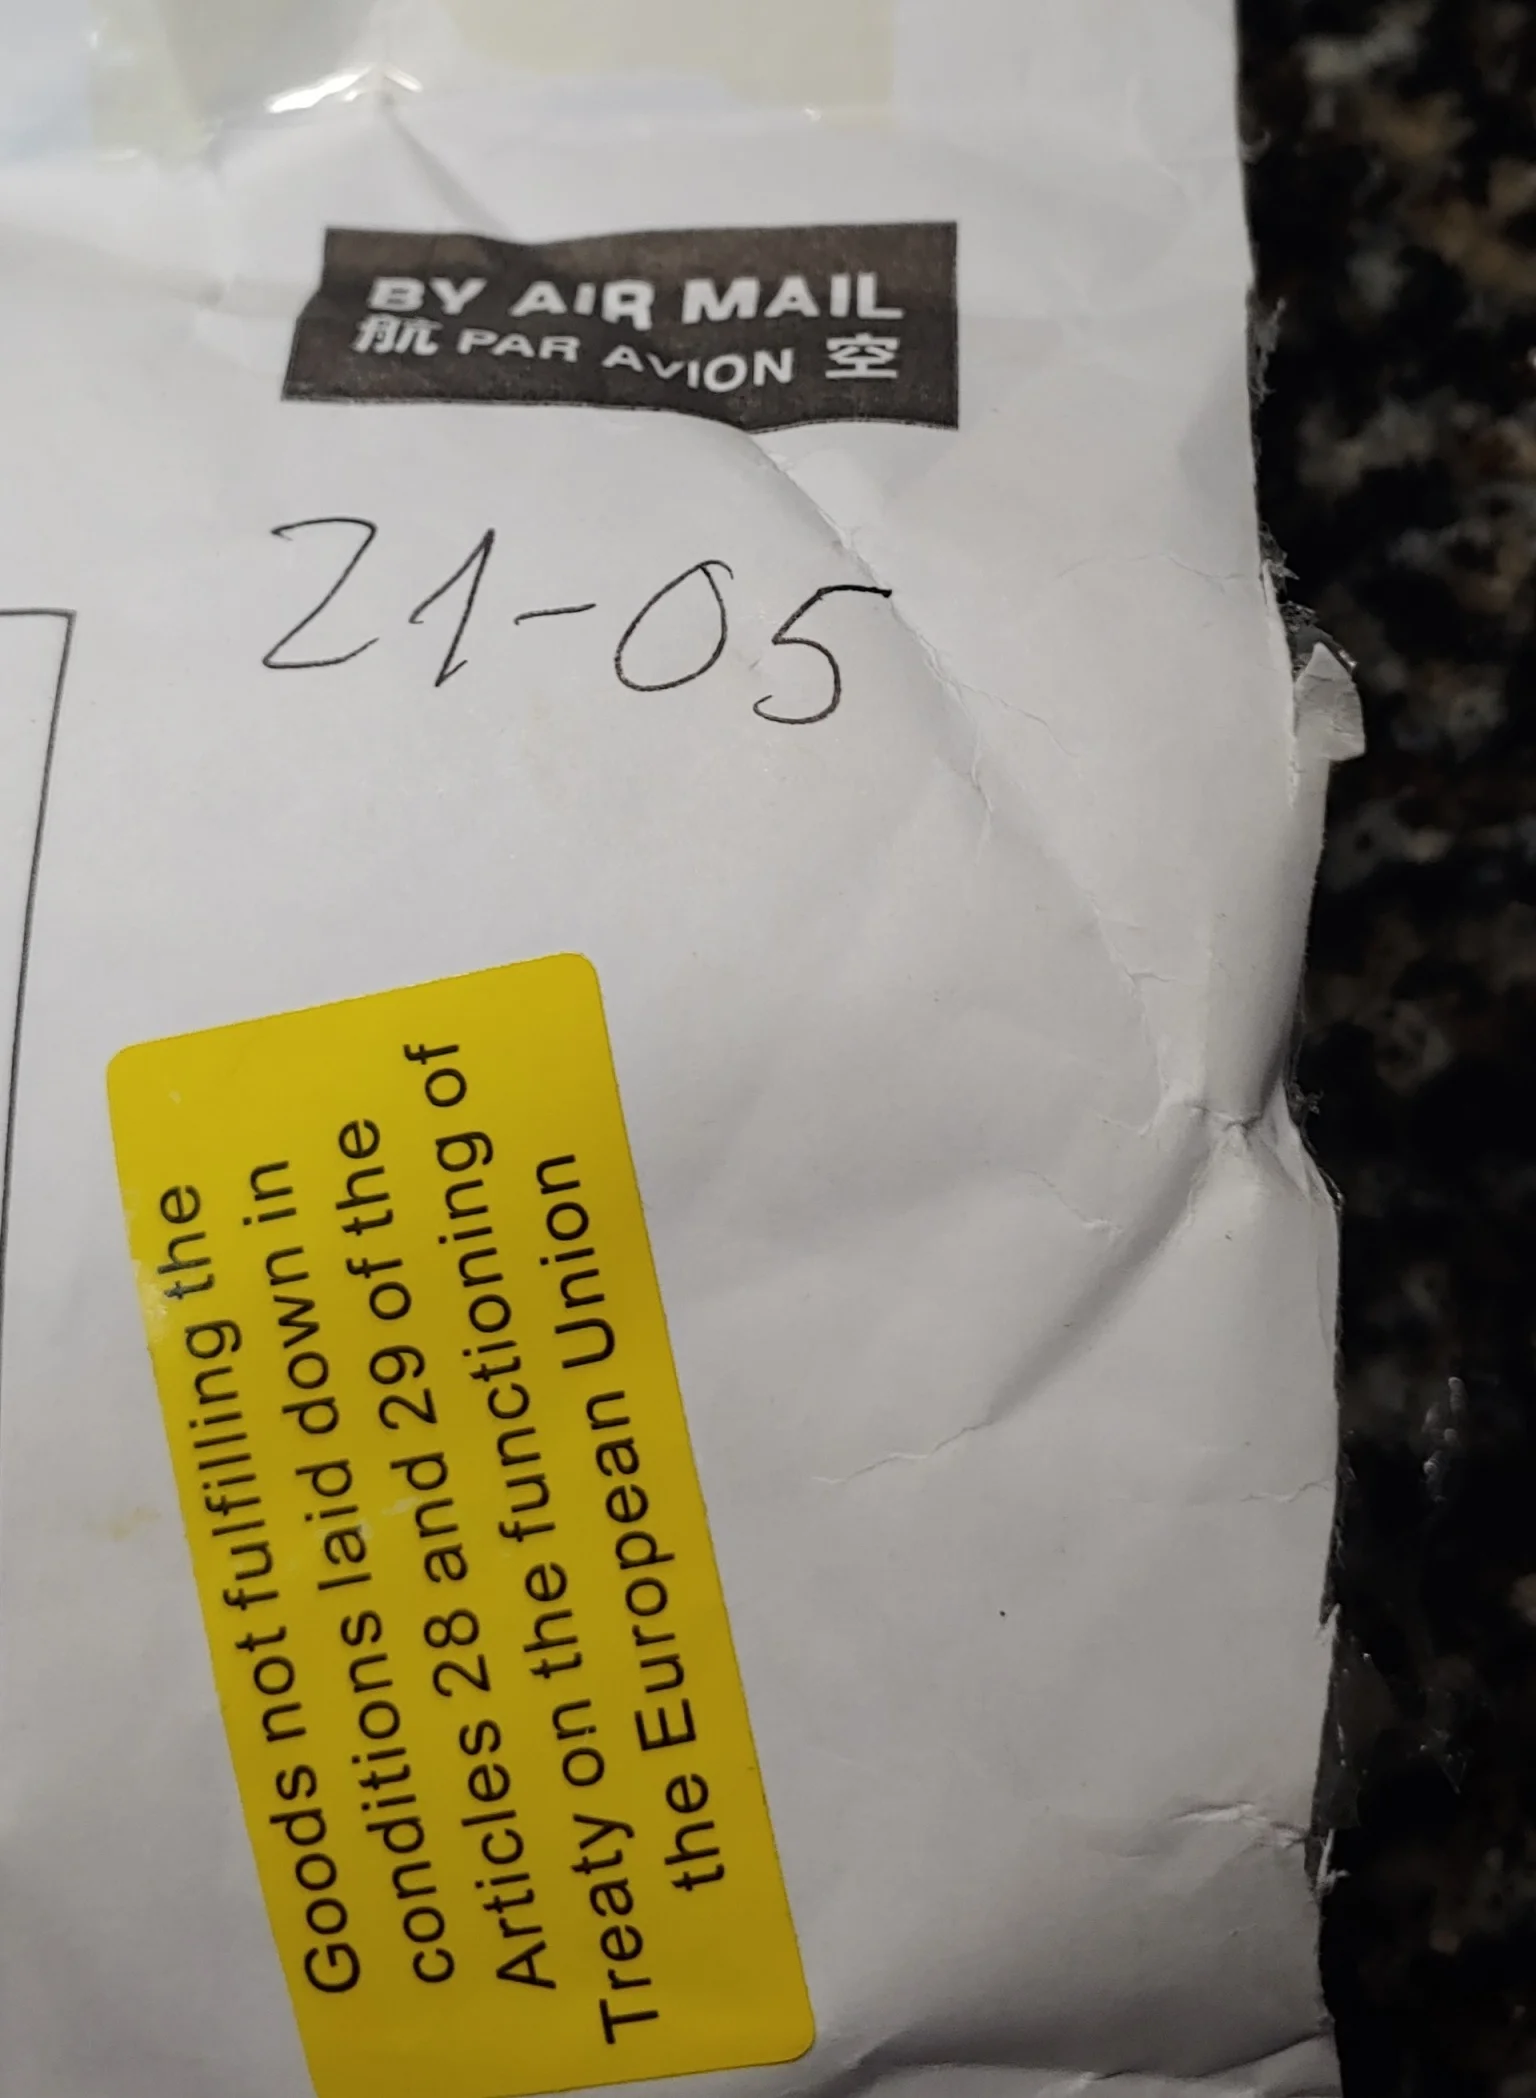 BY AIR MAIL
航 PAR AVION 空
21-05
Goods not fulfilling the
conditions laid down in
Articles 28 and 29 of the
Treaty on the functioning of
the European Union